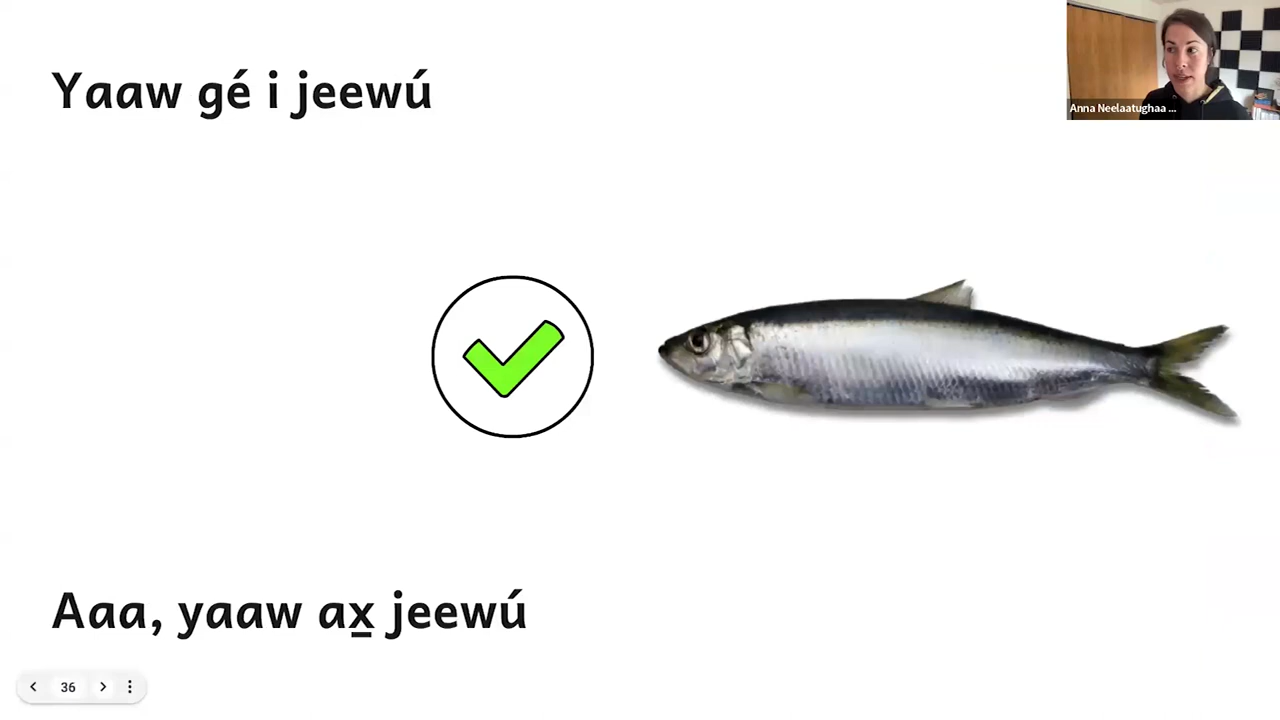 Yaaw gé i jeewú
Anna Neelaatughaa ...
Aaa, yaaw ax̲ jeewú
36